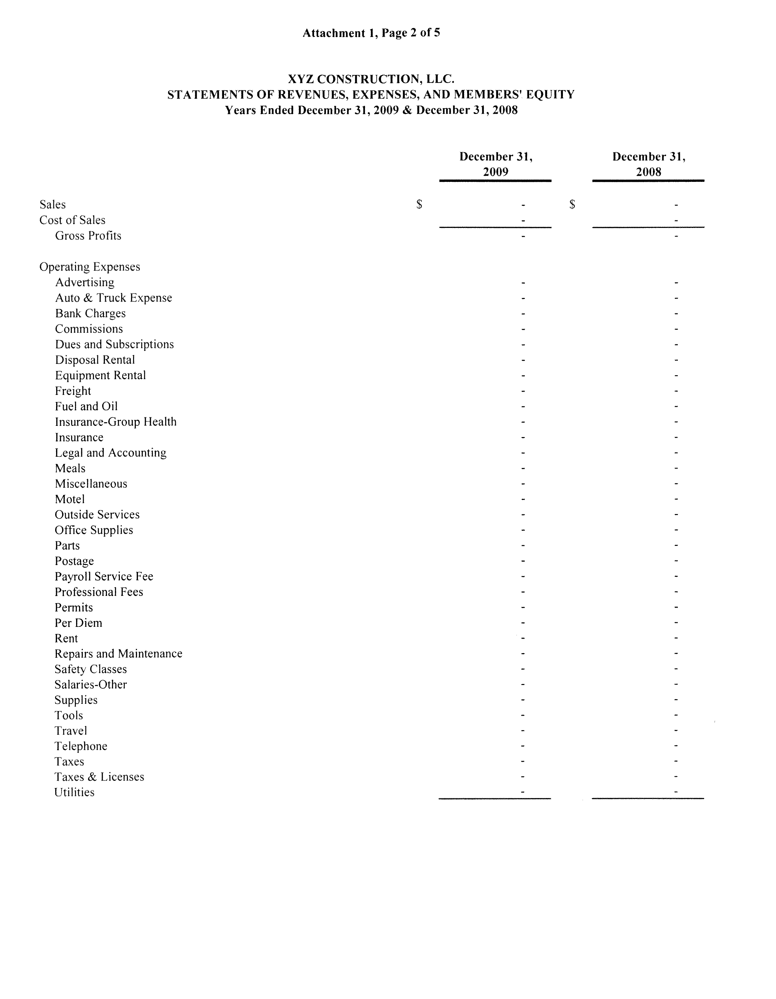 Attachment 1, Page 2 of 5
XYZ CONSTRUCTION, LLC.
STATEMENTS OF REVENUES, EXPENSES, AND MEMBERS' EQUITY
Years Ended December 31, 2009 & December 31, 2008
December 31, December 31,
2009 2008
Sales $ - $ -
Cost of Sales - -
Gross Profits - -
Operating Expenses
Advertising - -
Auto & Truck Expense - -
Bank Charges - -
Commissions - -
Dues and Subscriptions - -
Disposal Rental - -
Equipment Rental - -
Freight - -
Fuel and Oil - -
Insurance-Group Health - -
Insurance - -
Legal and Accounting - -
Meals - -
Miscellaneous - -
Motel - -
Outside Services - -
Office Supplies - -
Parts - -
Postage - -
Payroll Service Fee - -
Professional Fees - -
Permits - -
Per Diem - -
Rent - -
Repairs and Maintenance - -
Safety Classes - -
Salaries-Other - -
Supplies - -
Tools - -
Travel - -
Telephone - -
Taxes - -
Taxes & Licenses - -
Utilities - -